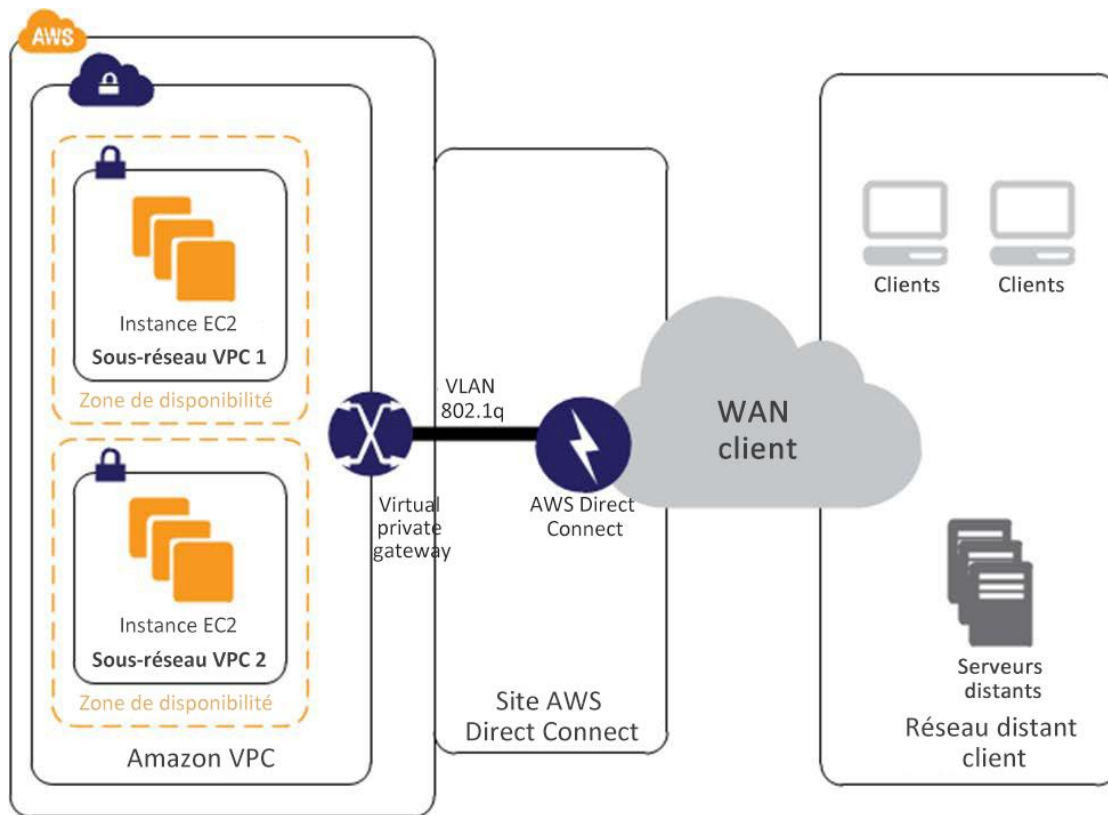 AWS
Instance EC2
Sous-réseau VPC 1
Zone de disponibilité
Instance EC2
Sous-réseau VPC 2
Zone de disponibilité
Amazon VPC
Virtual
private
gateway
VLAN
802.1q
AWS Direct
Connect
Site AWS
Direct Connect
WAN
client
Clients
Clients
Serveurs
distants
Réseau distant
client